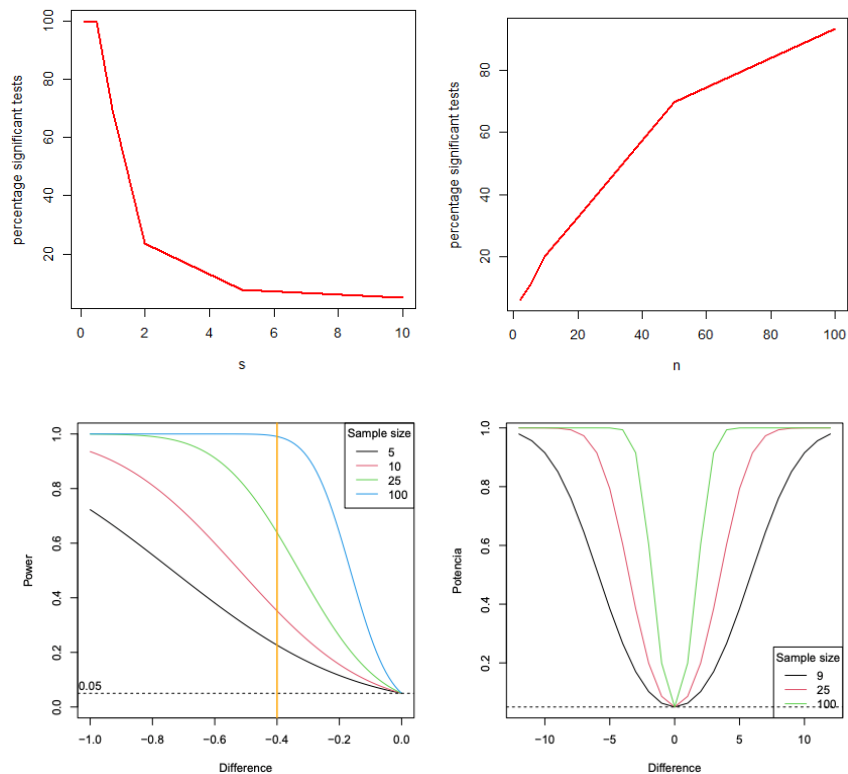 percentage significant tests
100
80
60
40
20
0 2 4 6 8 10
s
percentage significant tests
80
60
40
20
0 20 40 60 80 100
n
Power
1.0
0.8
0.6
0.4
0.2
0.0
0.05
Sample size
5
10
25
100
−1.0 −0.8 −0.6 −0.4 −0.2 0.0
Difference
Potencia
1.0
0.8
0.6
0.4
0.2
Sample size
9
25
100
−10 −5 0 5 10
Difference